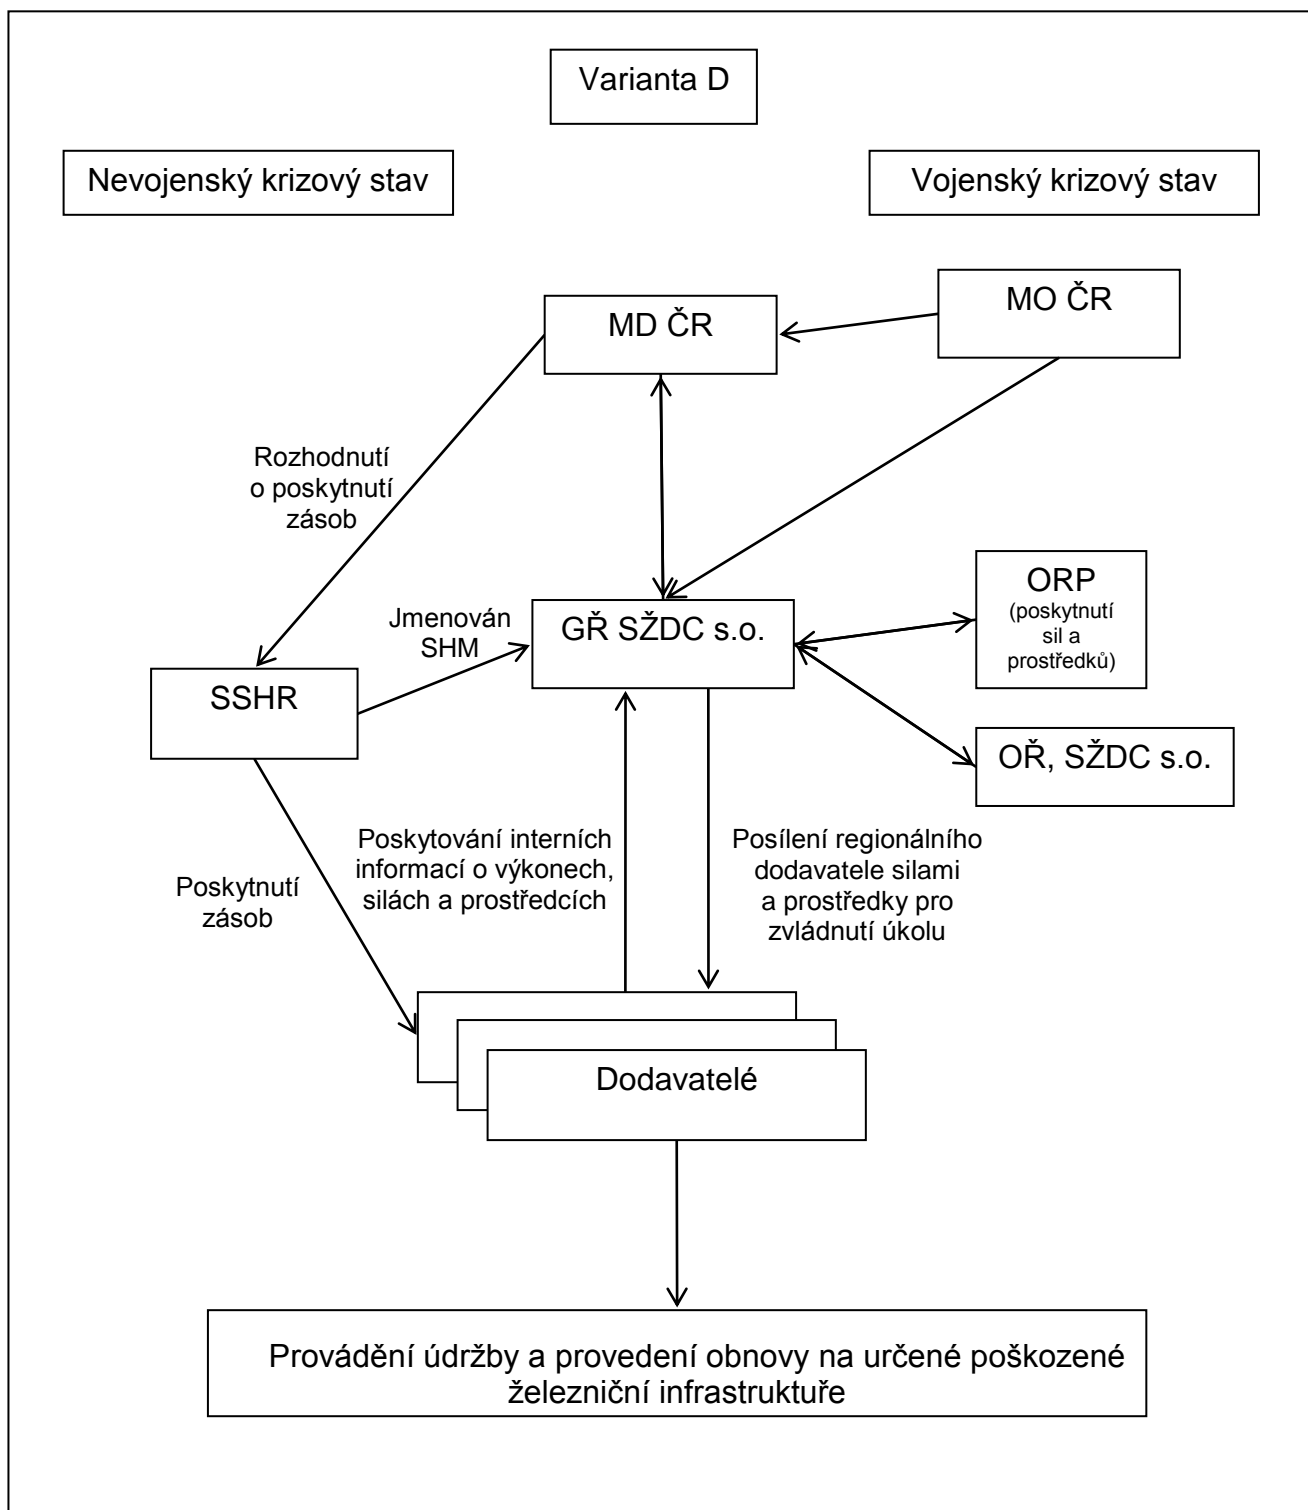 Varianta D
Nevojenský krizový stav
Vojenský krizový stav
MD ČR
MO ČR
Rozhodnutí
o poskytnutí
zásob
Jmenován
SHM
GŘ SŽDC s.o.
ORP
(poskytnutí
sil a
prostředků)
SSHR
OŘ, SŽDC s.o.
Poskytnutí
zásob
Poskytování interních
informací o výkonech,
silách a prostředcích
Posílení regionálního
dodavatele silami
a prostředky pro
zvládnutí úkolu
Dodavatelé
Provádění údržby a provedení obnovy na určené poškozené
železniční infrastruktuře